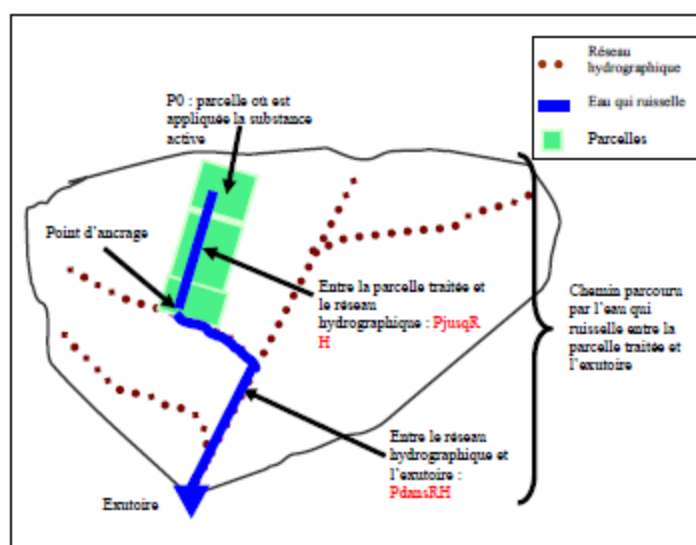 Réseau
hydrographique
Eau qui ruisselle
Parcelles
P0 : parcelle où est
appliquée la substance
active
Point d'ancrage
Entre la parcelle traitée et
le réseau
hydrographique : PjusqR
H
Chemin parcouru
par l'eau qui
ruisselle entre la
parcelle traitée et
l'exutoire
Entre le réseau
hydrographique et
l'exutoire :
PdansRH
Exutoire